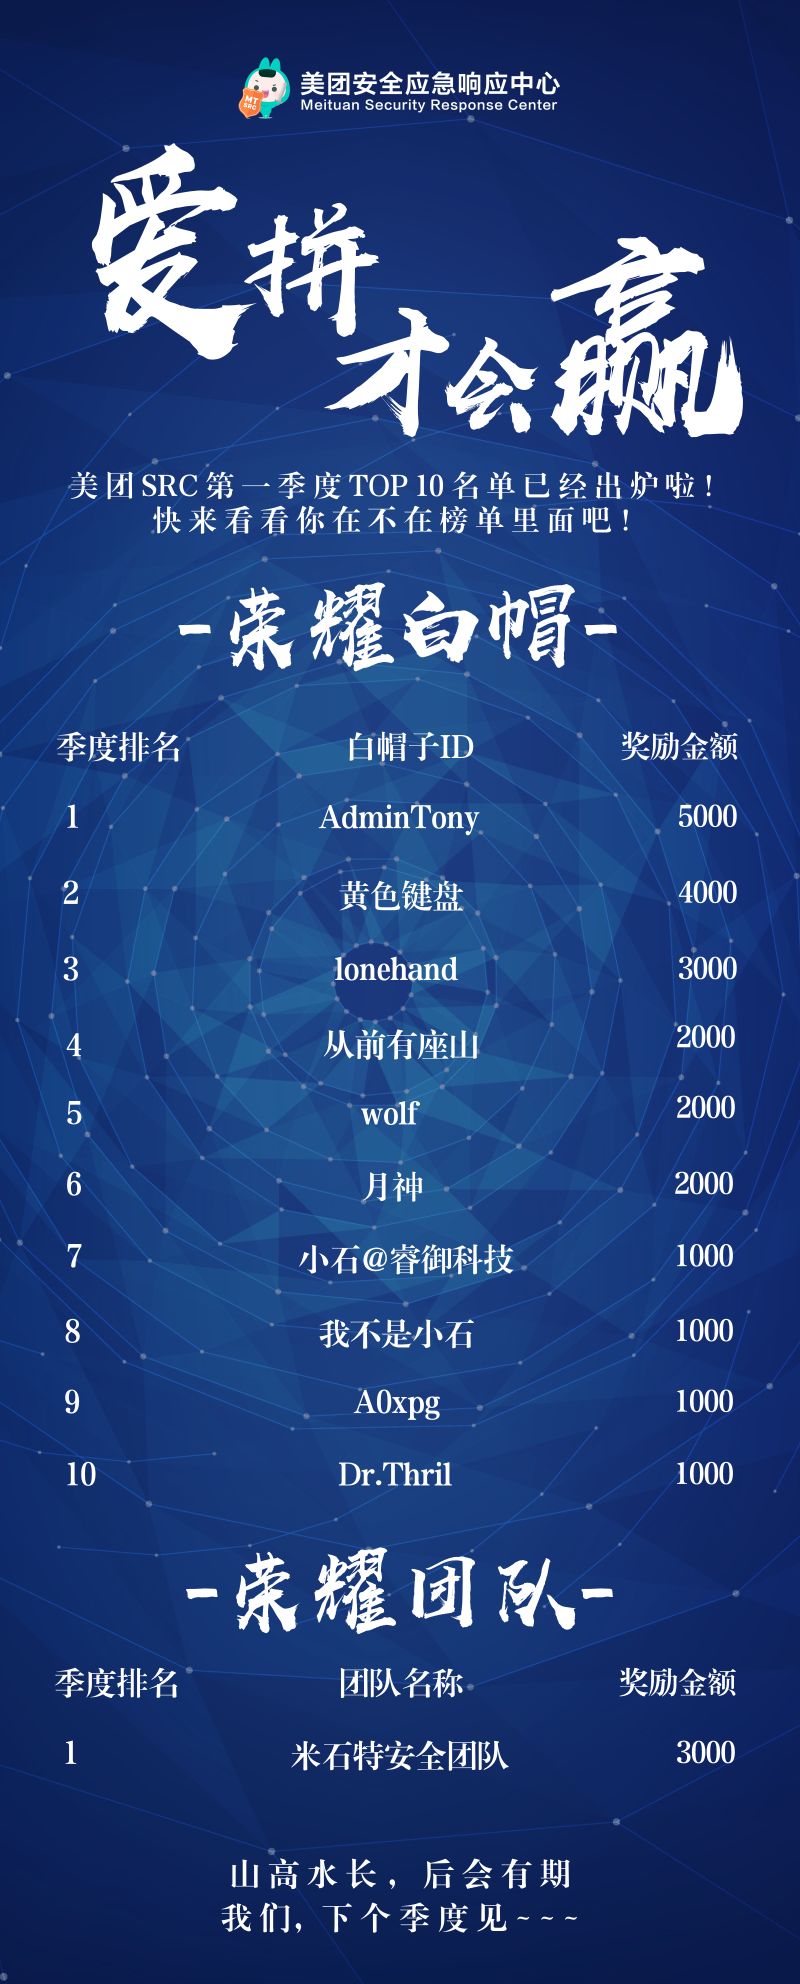 美团安全应急响应中心
Meituan Security Response Center
MT
SRC
爱拼
才会赢
美团SRC第一季度TOP 10名单已经出炉啦！
快来看看你在不在榜单里面吧！
-荣耀白帽-
季度排名 白帽子ID 奖励金额
1 AdminTony 5000
2 黄色键盘 4000
3 lonehand 3000
4 从前有座山 2000
5 wolf 2000
6 月神 2000
7 小石@睿御科技 1000
8 我不是小石 1000
9 A0xpg 1000
10 Dr.Thril 1000
-荣耀团队-
季度排名 团队名称 奖励金额
1 米石特安全团队 3000
山高水长，后会有期
我们，下个季度见~~~